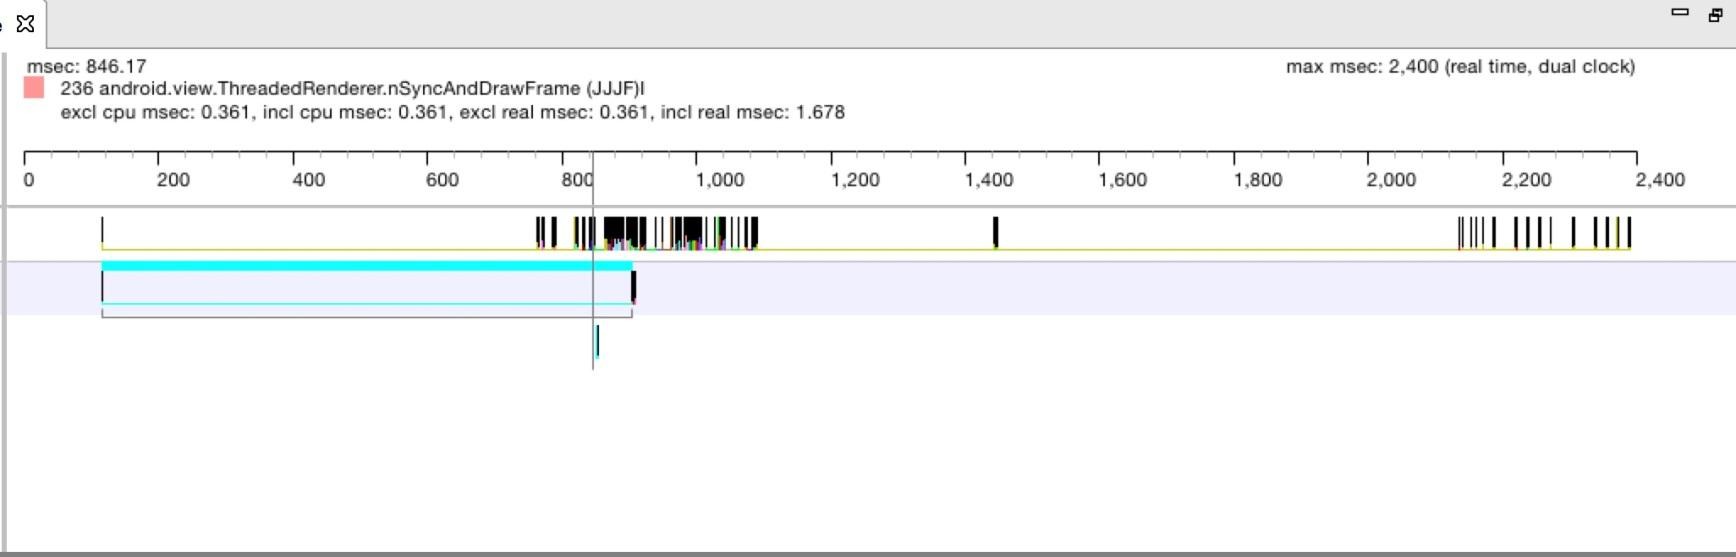 msec: 846.17
max msec: 2,400 (real time, dual clock)
236 android.view.ThreadedRenderer.nSyncAndDrawFrame (JJJF)I
excl cpu msec: 0.361, incl cpu msec: 0.361, excl real msec: 0.361, incl real msec: 1.678
0 200 400 600 800 1,000 1,200 1,400 1,600 1,800 2,000 2,200 2,400